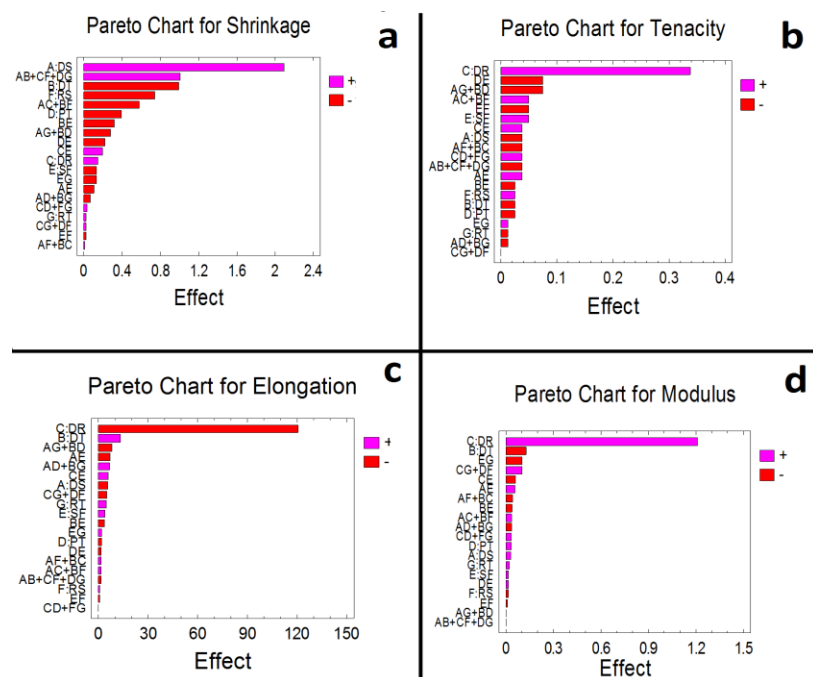 Pareto Chart for Shrinkage
a
A:DS
AB+CF+DG
B:DT
F:RS
AC+BF
D:PT
BE
AG+BD
DE
CE
C:DR
E:SF
EG
AE
AD+BG
CD+FG
G:RT
CG+DF
EF
AF+BC
+
-
0 0.4 0.8 1.2 1.6 2 2.4
Effect
Pareto Chart for Tenacity
b
C:DR
DE
AG+BD
AC+BF
EF
E:SF
CE
A:DS
AF+BC
CD+FG
AB+CF+DG
AE
BE
F:RS
B:DT
D:PT
EG
G:RT
AD+BG
CG+DF
+
-
0 0.1 0.2 0.3 0.4
Effect
Pareto Chart for Elongation
c
C:DR
B:DT
AG+BD
AE
AD+BG
CE
A:DS
CG+DF
G:RT
E:SF
BE
EG
D:PT
DE
AF+BC
AC+BF
AB+CF+DG
F:RS
EF
CD+FG
+
-
0 30 60 90 120 150
Effect
Pareto Chart for Modulus
d
C:DR
B:DT
EG
CG+DF
CE
AE
AF+BC
BE
AC+BF
AD+BG
CD+FG
D:PT
A:DS
G:RT
E:SF
DE
F:RS
EF
AG+BD
AB+CF+DG
+
-
0 0.3 0.6 0.9 1.2 1.5
Effect